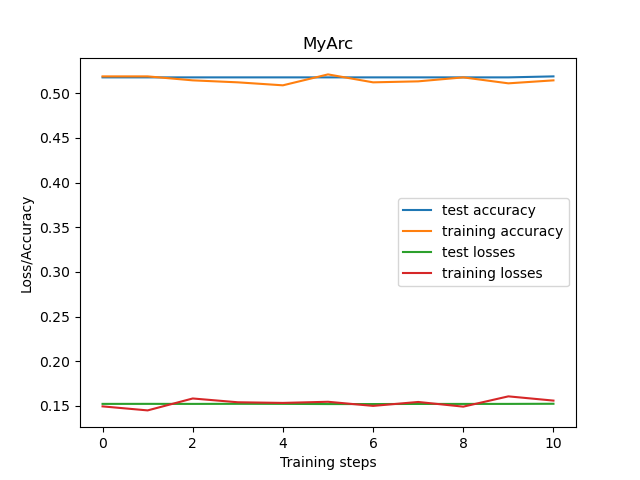 MyArc
Loss/Accuracy
0.50
0.45
0.40
0.35
0.30
0.25
0.20
0.15
test accuracy
training accuracy
test losses
training losses
0 2 4 6 8 10
Training steps